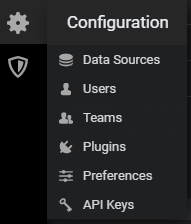 Configuration
Data Sources
Users
Teams
Plugins
Preferences
API Keys